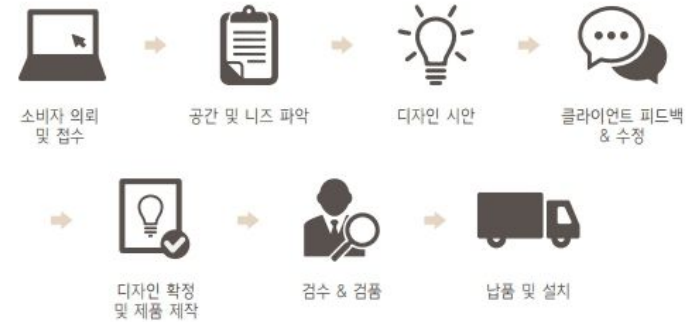 소비자 의뢰
및 접수
공간 및 니즈 파악
디자인 시안
클라이언트 피드백
& 수정
디자인 확정
및 제품 제작
검수 & 검품
납품 및 설치